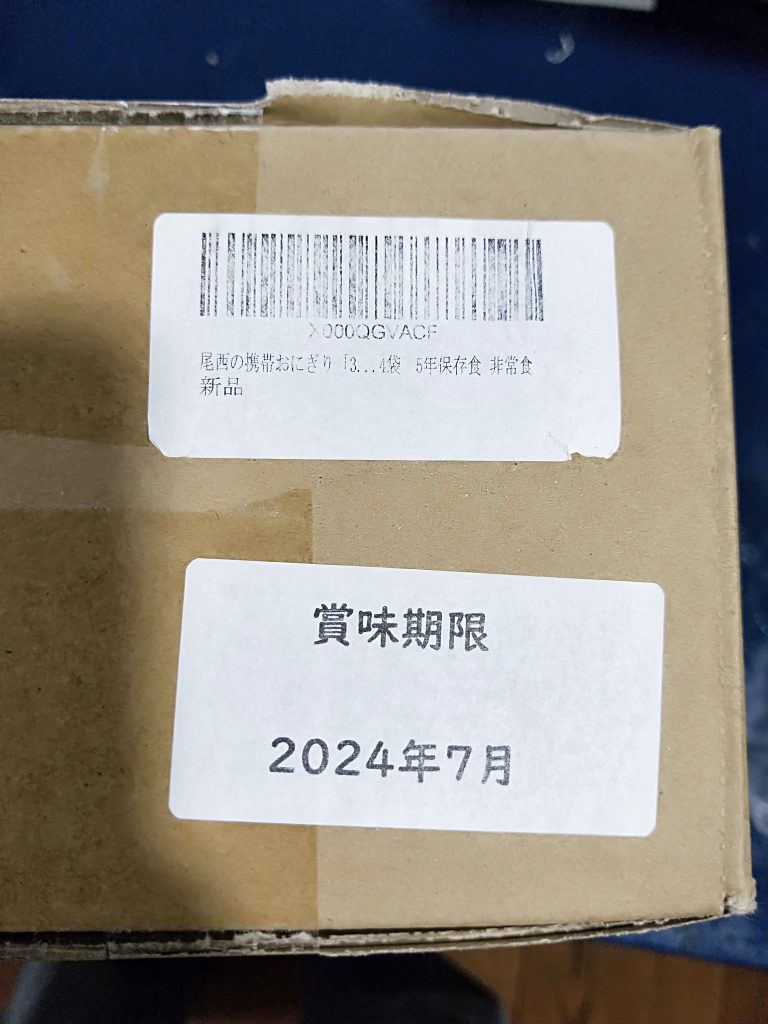 X000QGVACF
尾西の携帯おにぎり「3...4袋 5年保存食 非常食
新品
賞味期限
2024年7月